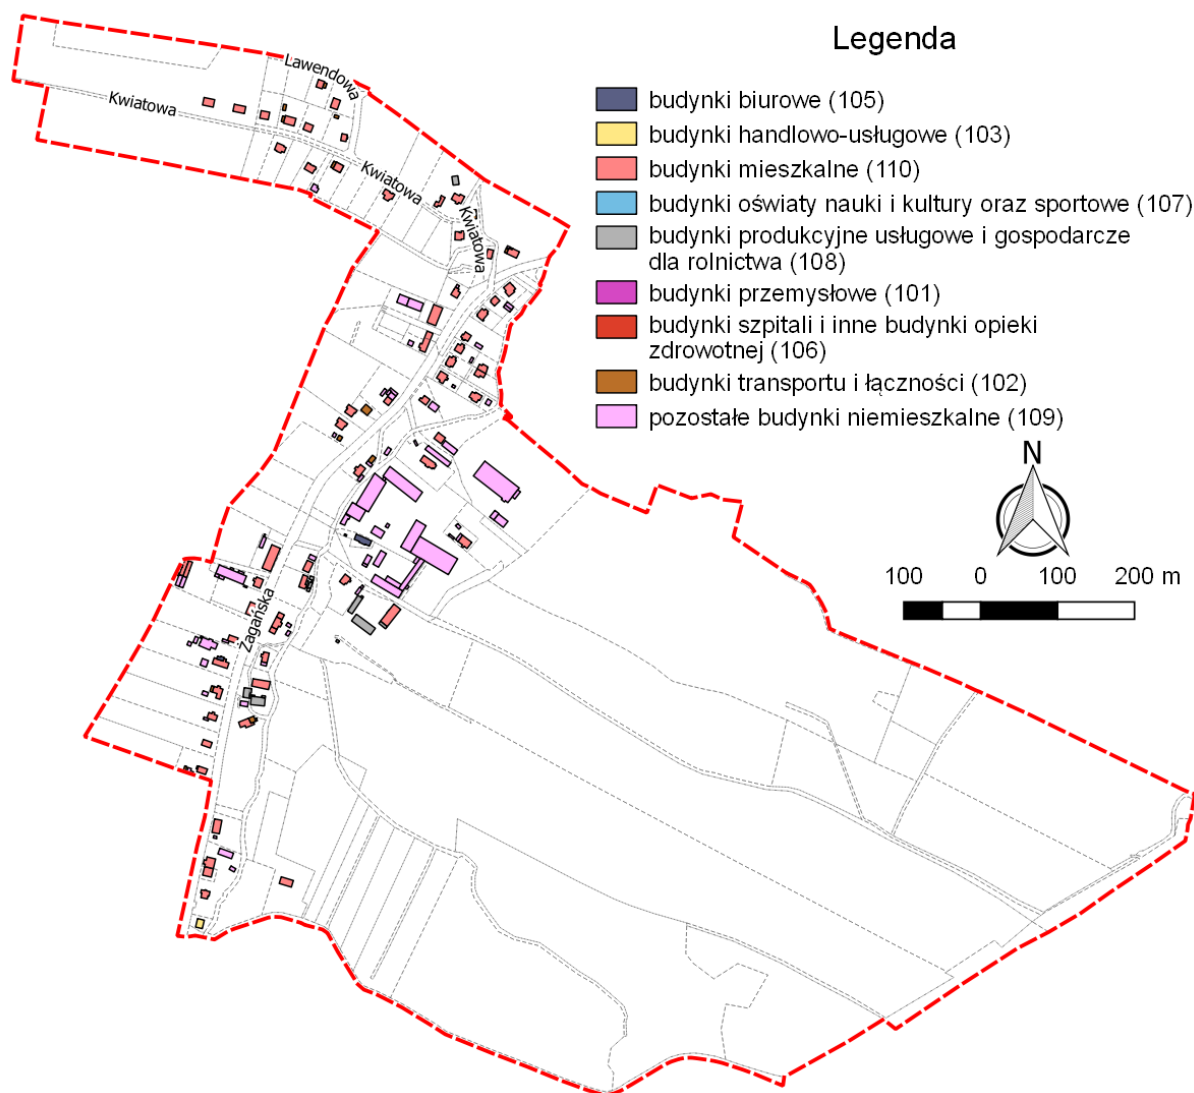 Legenda
budynki biurowe (105)
budynki handlowo-usługowe (103)
budynki mieszkalne (110)
budynki oświaty nauki i kultury oraz sportowe (107)
budynki produkcyjne usługowe i gospodarcze
dla rolnictwa (108)
budynki przemysłowe (101)
budynki szpitali i inne budynki opieki
zdrowotnej (106)
budynki transportu i łączności (102)
pozostałe budynki niemieszkalne (109)
N
100 0 100 200 m
Lawendowa
Kwiatowa
Kwiatowa
Kwiatowa
Żagańska